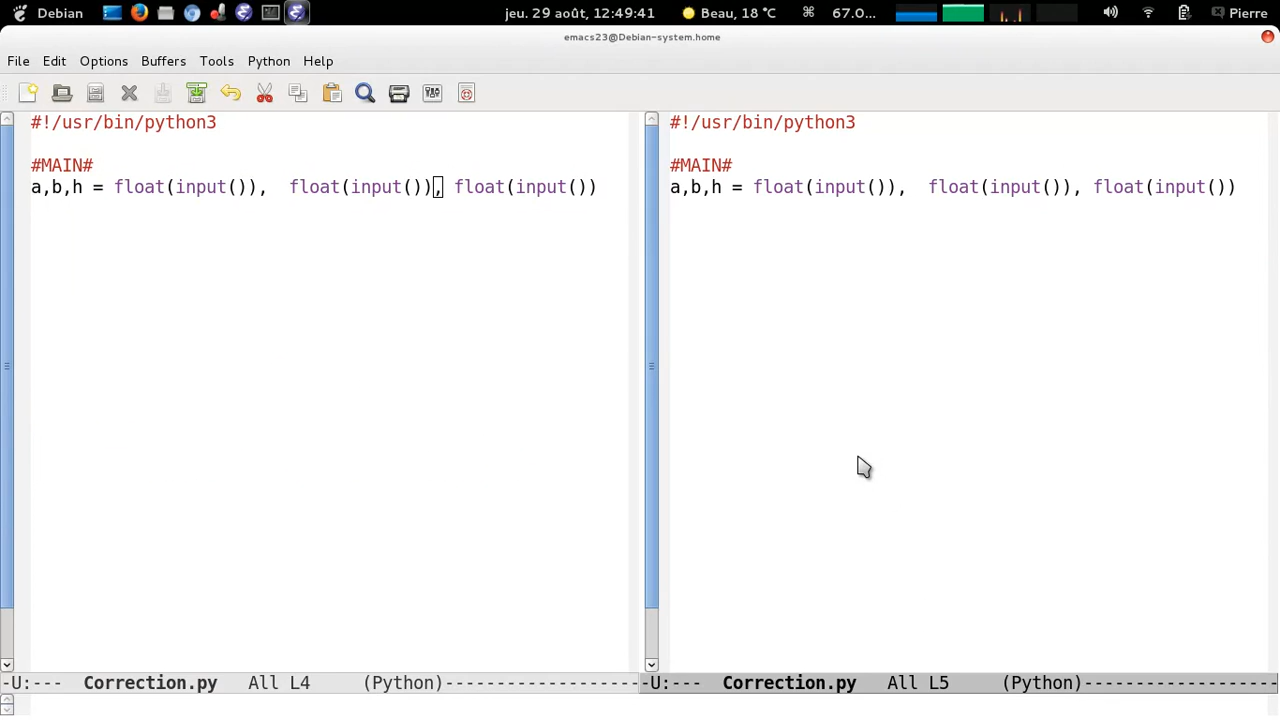 Debian jeu. 29 août, 12:49:41 Beau, 18 °C 67.0... Pierre
emacs23@Debian-system.home
File Edit Options Buffers Tools Python Help
#!/usr/bin/python3
#MAIN#
a,b,h = float(input()),  float(input()), float(input())
-U:--- Correction.py All L4 (Python)--------------------
#!/usr/bin/python3
#MAIN#
a,b,h = float(input()),  float(input()), float(input())
-U:--- Correction.py All L5 (Python)--------------------